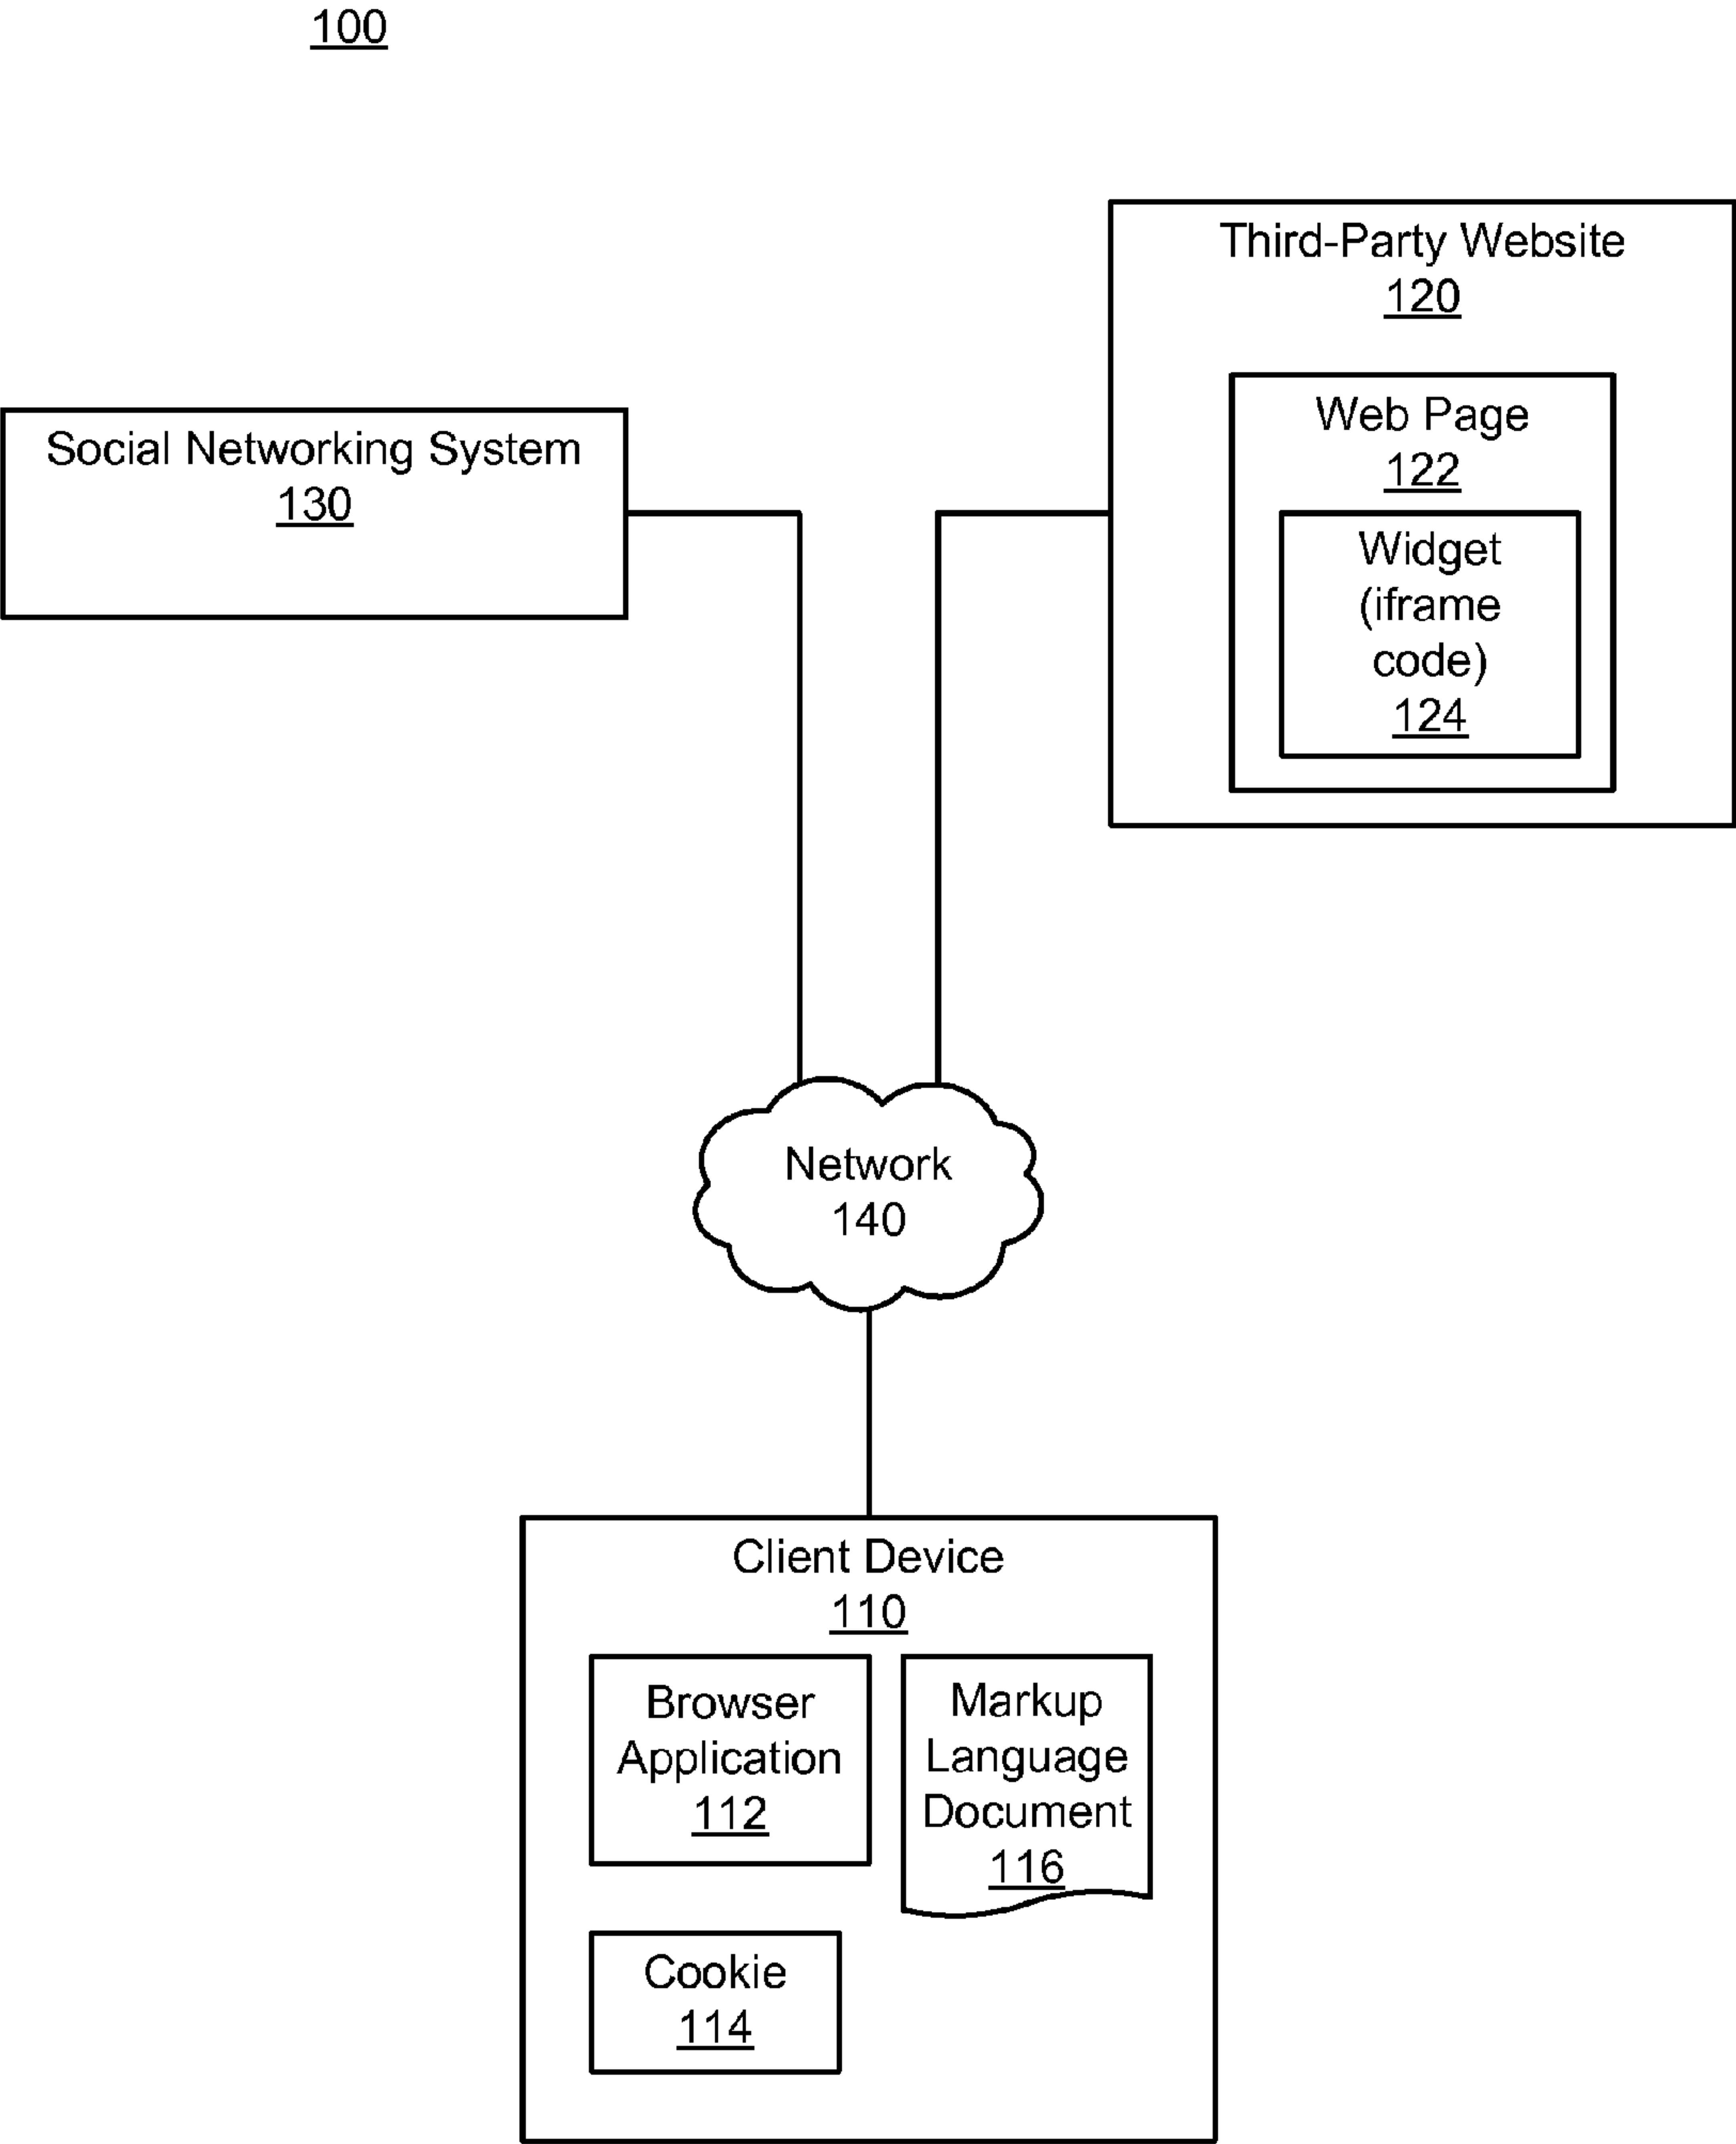 100
Third-Party Website
120
Web Page
122
Widget
(iframe
code)
124
Social Networking System
130
Network
140
Client Device
110
Browser
Application
112
Markup
Language
Document
116
Cookie
114